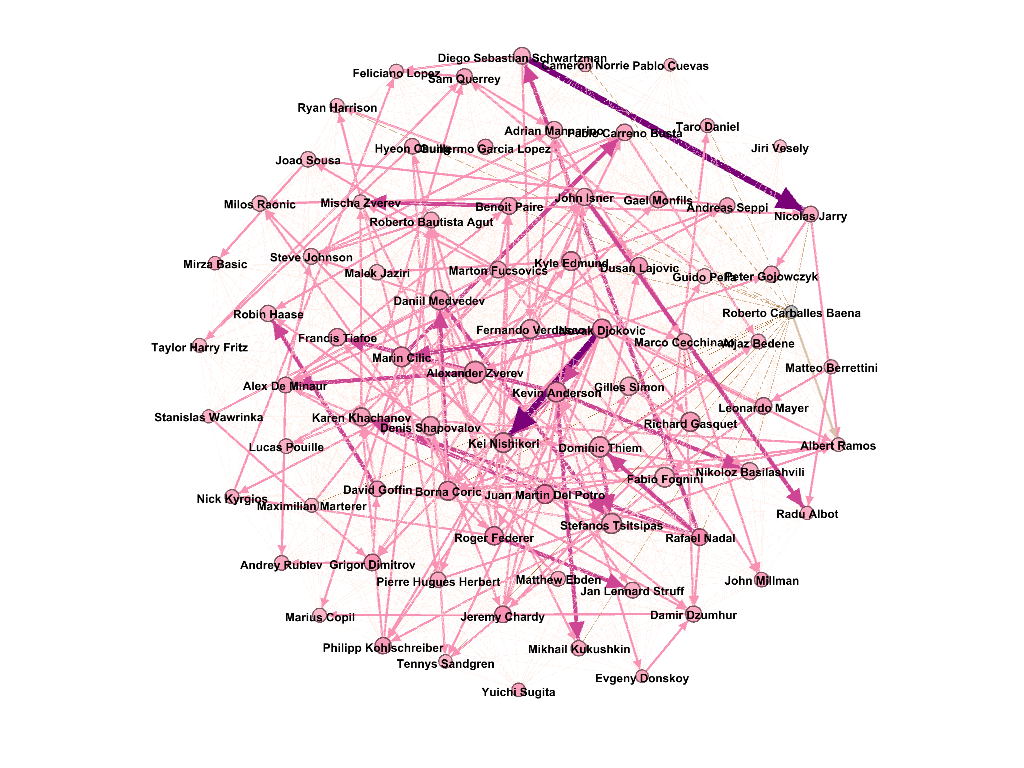 Diego Sebastian Schwartzman
Cameron Norrie
Pablo Cuevas
Feliciano Lopez
Sam Querrey
Ryan Harrison
Adrian Mannarino
Pablo Carreno Busta
Taro Daniel
Hyeon Chung
Guillermo Garcia Lopez
Jiri Vesely
Joao Sousa
Milos Raonic
Mischa Zverev
Benoit Paire
John Isner
Gael Monfils
Andreas Seppi
Nicolas Jarry
Roberto Bautista Agut
Mirza Basic
Steve Johnson
Malek Jaziri
Marton Fucsovics
Kyle Edmund
Dusan Lajovic
Guido Pella
Peter Gojowczyk
Daniil Medvedev
Robin Haase
Roberto Carballes Baena
Francis Tiafoe
Fernando Verdasco
Novak Djokovic
Marco Cecchinato
Aljaz Bedene
Taylor Harry Fritz
Marin Cilic
Alexander Zverev
Matteo Berrettini
Alex De Minaur
Kevin Anderson
Gilles Simon
Leonardo Mayer
Stanislas Wawrinka
Karen Khachanov
Denis Shapovalov
Richard Gasquet
Lucas Pouille
Kei Nishikori
Dominic Thiem
Albert Ramos
Nikoloz Basilashvili
Fabio Fognini
Nick Kyrgios
David Goffin
Borna Coric
Juan Martin Del Potro
Maximilian Marterer
Radu Albot
Stefanos Tsitsipas
Roger Federer
Rafael Nadal
Andrey Rublev
Grigor Dimitrov
Pierre Hugues Herbert
Matthew Ebden
Jan Lennard Struff
John Millman
Marius Copil
Jeremy Chardy
Damir Dzumhur
Philipp Kohlschreiber
Tennys Sandgren
Mikhail Kukushkin
Evgeny Donskoy
Yuichi Sugita